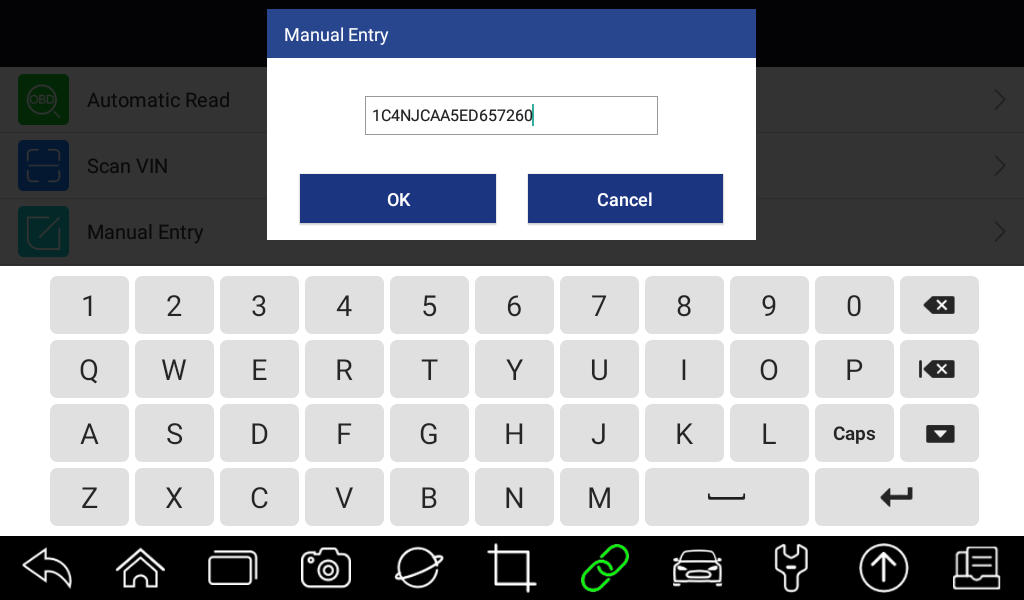 Manual Entry
1C4NJCAA5ED657260
OK Cancel
OBD Automatic Read
Scan VIN
Manual Entry
1 2 3 4 5 6 7 8 9 0
Q W E R T Y U I O P
A S D F G H J K L Caps
Z X C V B N M